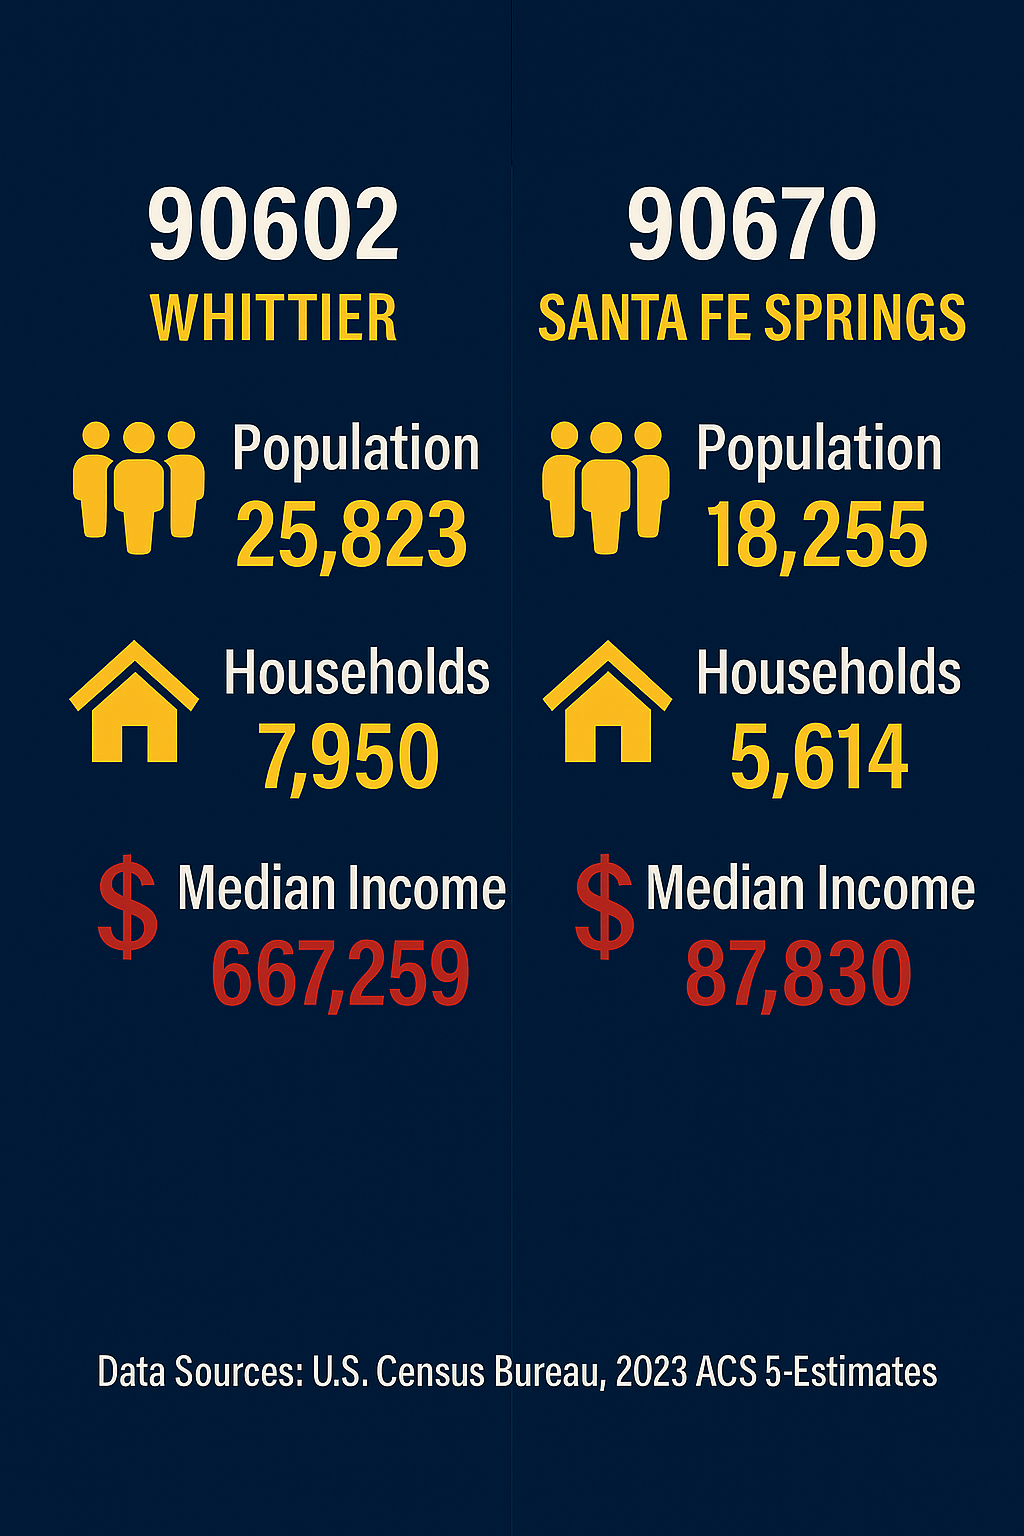 90602
WHITTIER
Population
25,823
Households
7,950
$ Median Income
667,259
90670
SANTA FE SPRINGS
Population
18,255
Households
5,614
$ Median Income
87,830
Data Sources: U.S. Census Bureau, 2023 ACS 5-Estimates